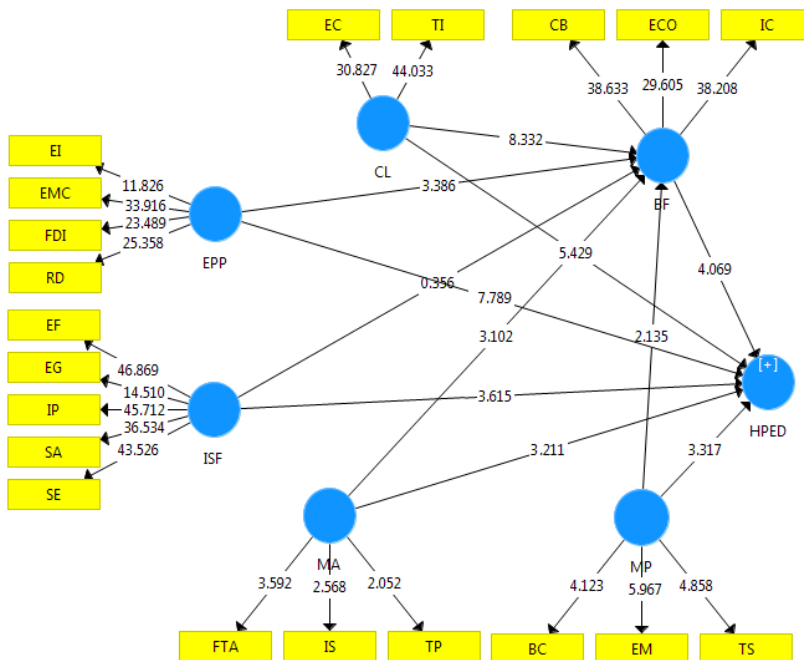 EC TI CB ECO IC
30.827 44.033 38.633 29.605 38.208
CL
8.332
EI
EMC
FDI
RD
11.826
33.916
23.489
25.358
EPP
3.386
BF
5.429
4.069
0.356
7.789
EF
EG
IP
SA
SE
46.869
14.510
45.712
36.534
43.526
ISF
3.102
2.135
[+]
HPED
3.615
3.211
3.317
MA
MP
3.592 2.568 2.052
4.123 5.967 4.858
FTA IS TP BC EM TS